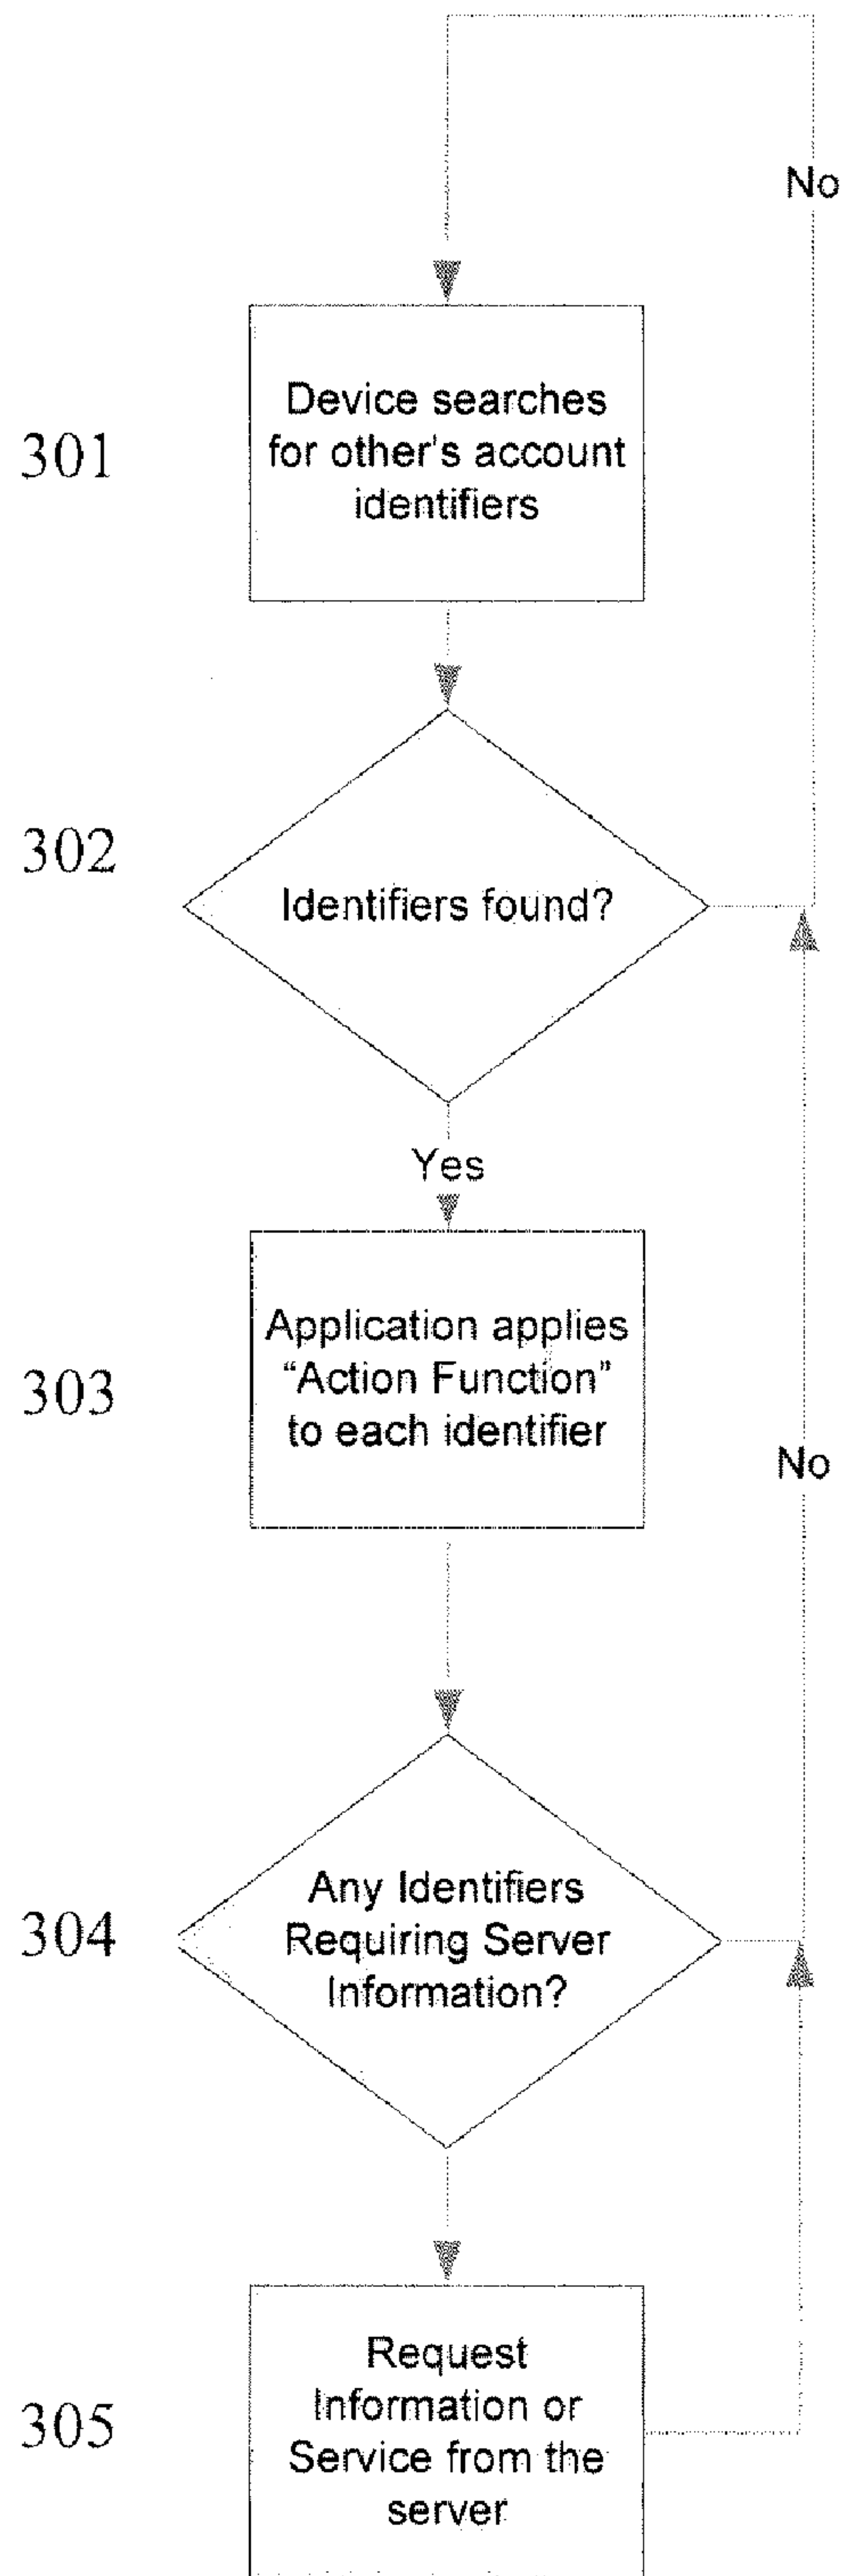 No
301
Device searches
for other's account
identifiers
302
Identifiers found?
Yes
303
Application applies
“Action Function”
to each identifier
No
304
Any Identifiers
Requiring Server
Information?
305
Request
Information or
Service from the
server